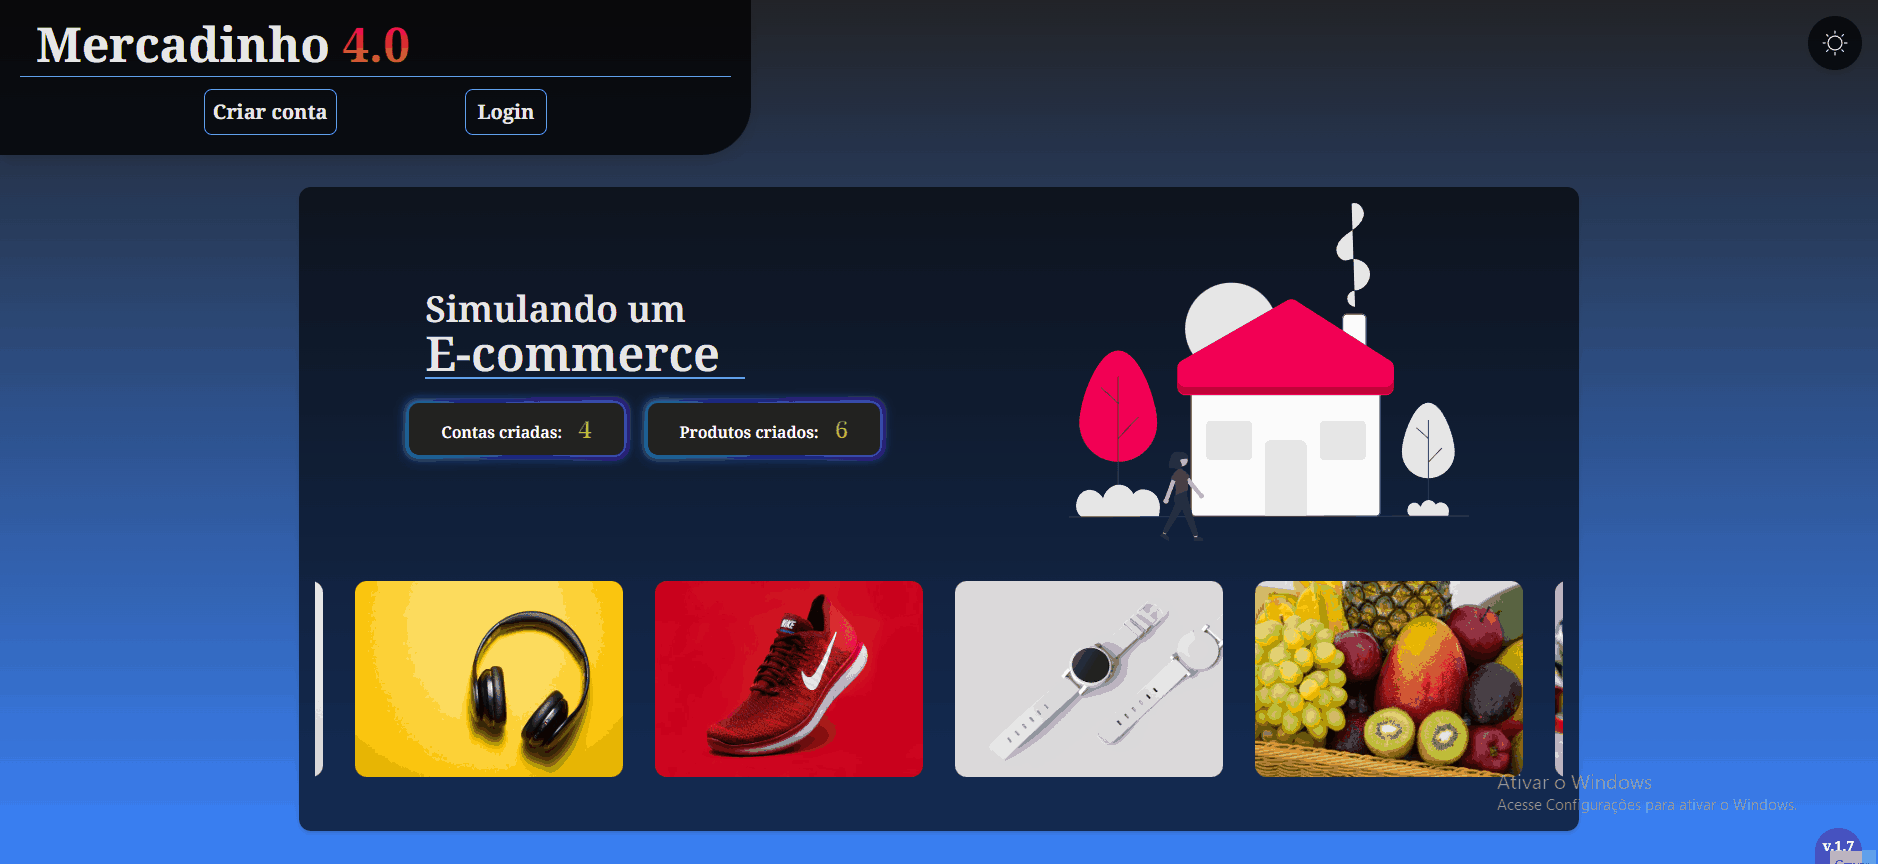 Mercadinho 4.0
Criar conta
Login
Simulando um
E-commerce
Contas criadas: 4
Produtos criados: 6
NIKE
Ativar o Windows
Acesse Configurações para ativar o Windows.
v.1.7